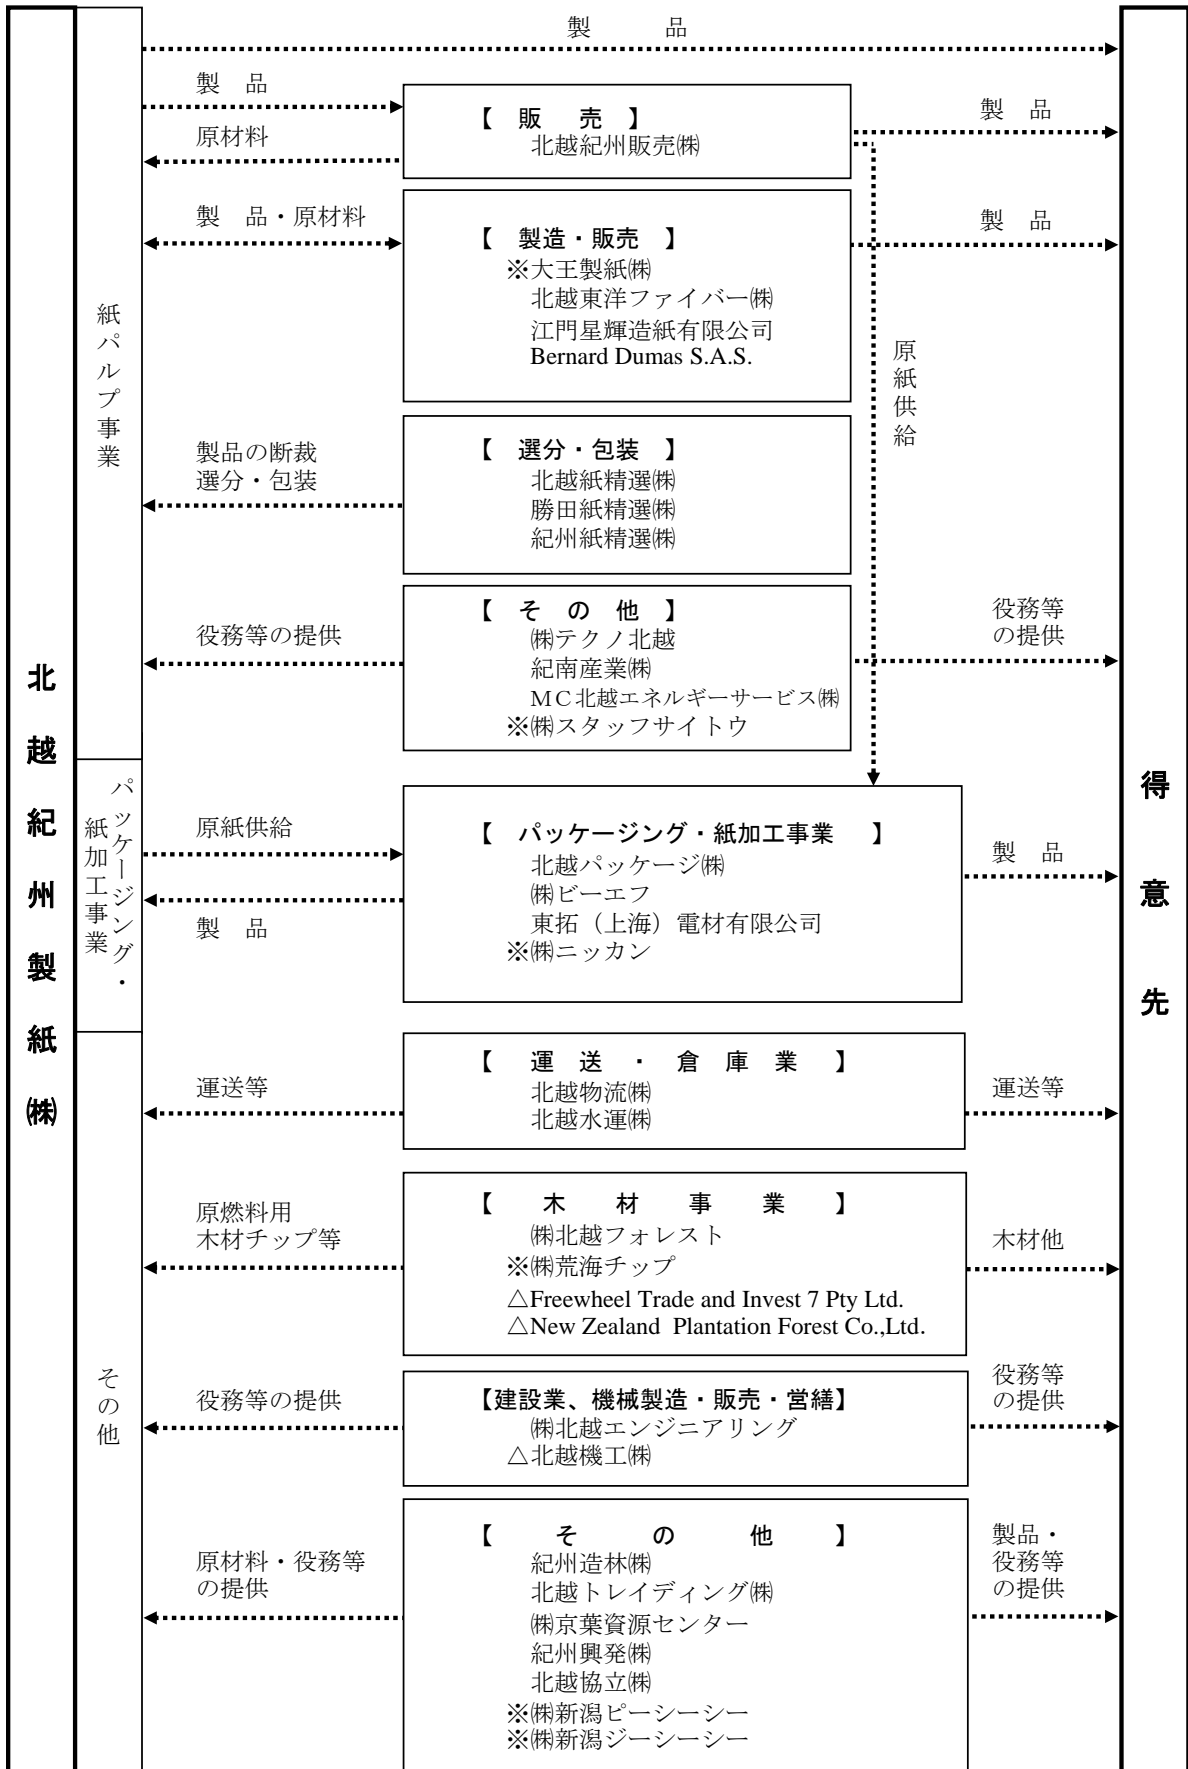 製　　　品
製　品
原材料
【　販　売　】
北越紀州販売㈱
製　品
製　品・原材料
【　製造・販売　】
※大王製紙㈱
北越東洋ファイバー㈱
江門星輝造紙有限公司
Bernard Dumas S.A.S.
製　品
原紙供給
製品の断裁
選分・包装
【　選分・包装　】
北越紙精選㈱
勝田紙精選㈱
紀州紙精選㈱
役務等の提供
【　そ　の　他　】
㈱テクノ北越
紀南産業㈱
ＭＣ北越エネルギーサービス㈱
※㈱スタッフサイトウ
役務等
の提供
紙パルプ事業
北越紀州製紙㈱
得意先
パッケージング・
紙加工事業
原紙供給
製　品
【　パッケージング・紙加工事業　】
北越パッケージ㈱
㈱ビーエフ
東拓（上海）電材有限公司
※㈱ニッカン
製　品
運送等
【　運　送　・　倉　庫　業　】
北越物流㈱
北越水運㈱
運送等
原燃料用
木材チップ等
【　木　材　事　業　】
㈱北越フォレスト
※㈱荒海チップ
△Freewheel Trade and Invest 7 Pty Ltd.
△New Zealand Plantation Forest Co.,Ltd.
木材他
その他
役務等の提供
【建設業、機械製造・販売・営繕】
㈱北越エンジニアリング
△北越機工㈱
役務等
の提供
原材料・役務等
の提供
【　そ　の　他　】
紀州造林㈱
北越トレイディング㈱
㈱京葉資源センター
紀州興発㈱
北越協立㈱
※㈱新潟ピーシーシー
※㈱新潟ジーシーシー
製品・
役務等
の提供